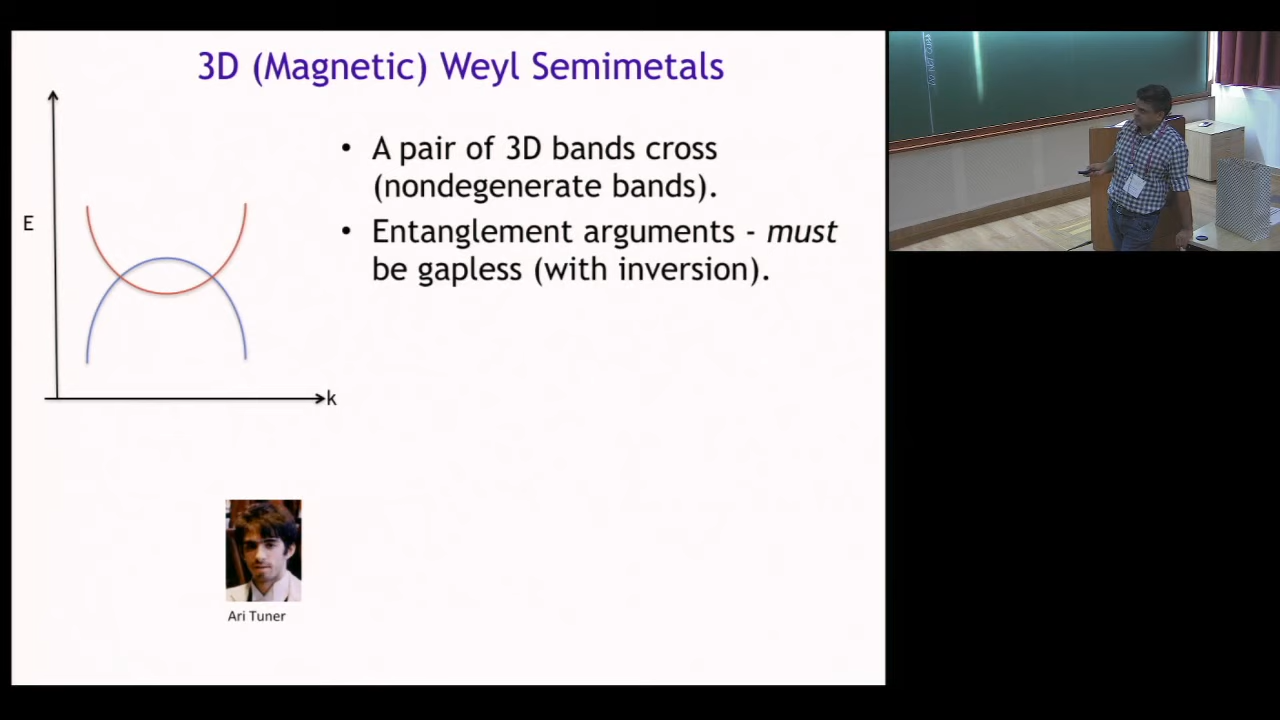 3D (Magnetic) Weyl Semimetals
E
• A pair of 3D bands cross
(nondegenerate bands).
• Entanglement arguments - must
be gapless (with inversion).
k
Ari Tuner